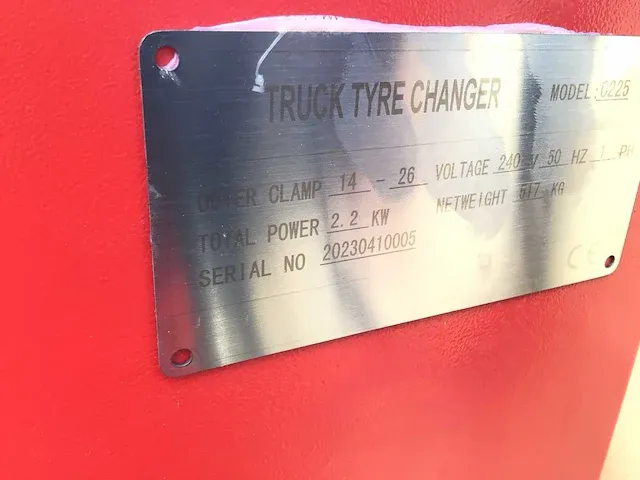 TRUCK TYRE CHANGER MODEL:C225
OUTER CLAMP 14 - 26 VOLTAGE 240 V 50 HZ 1 PH
TOTAL POWER 2.2 KW NETWEIGHT 517 KG
SERIAL NO 20230410005
CE